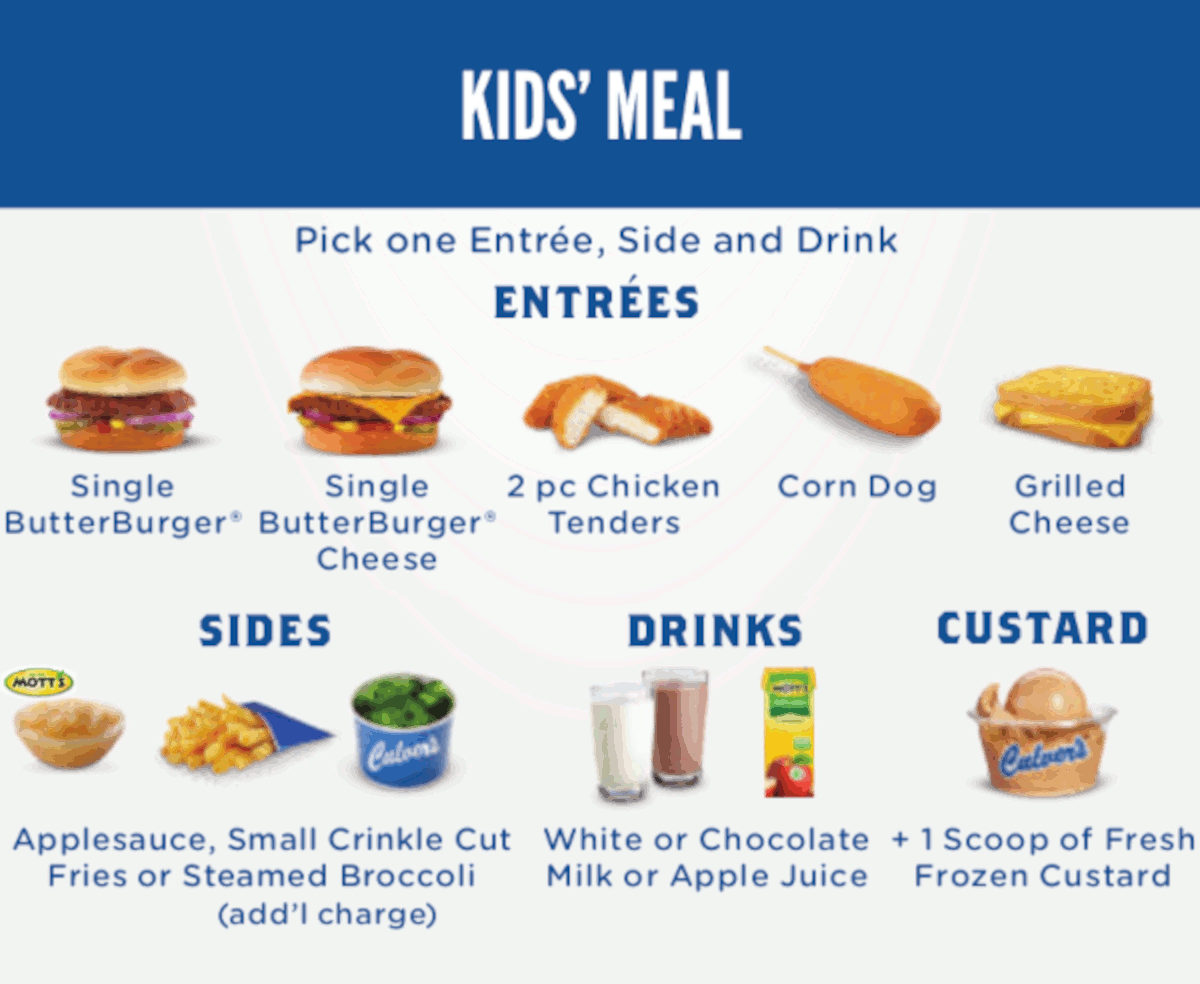 KIDS' MEAL
Pick one Entrée, Side and Drink
ENTRÉES
Single
ButterBurger®
Single
ButterBurger®
Cheese
2 pc Chicken
Tenders
Corn Dog
Grilled
Cheese
SIDES
MOTT'S
Culver's
Applesauce, Small Crinkle Cut
Fries or Steamed Broccoli
(add'l charge)
DRINKS
MOTT'S
White or Chocolate
Milk or Apple Juice
CUSTARD
Culver's
+ 1 Scoop of Fresh
Frozen Custard